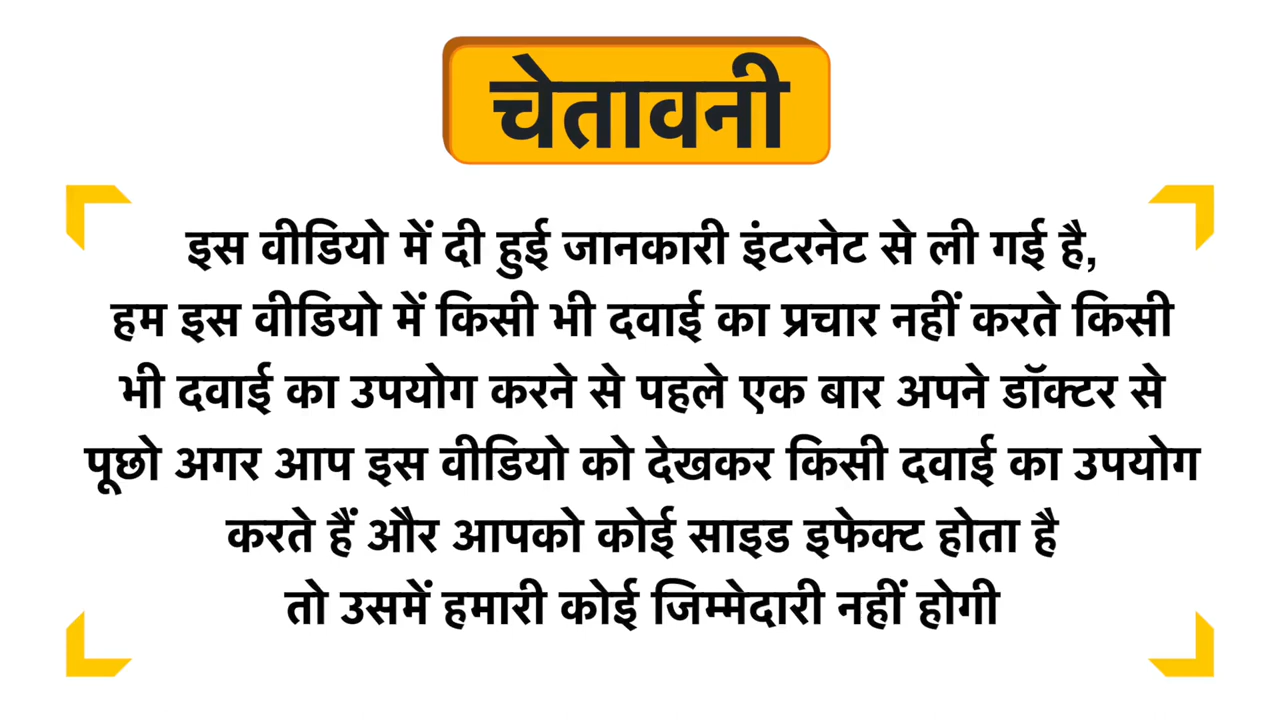 चेतावनी
इस वीडियो में दी हुई जानकारी इंटरनेट से ली गई है,
हम इस वीडियो में किसी भी दवाई का प्रचार नहीं करते किसी
भी दवाई का उपयोग करने से पहले एक बार अपने डॉक्टर से
पूछो अगर आप इस वीडियो को देखकर किसी दवाई का उपयोग
करते हैं और आपको कोई साइड इफेक्ट होता है
तो उसमें हमारी कोई जिम्मेदारी नहीं होगी